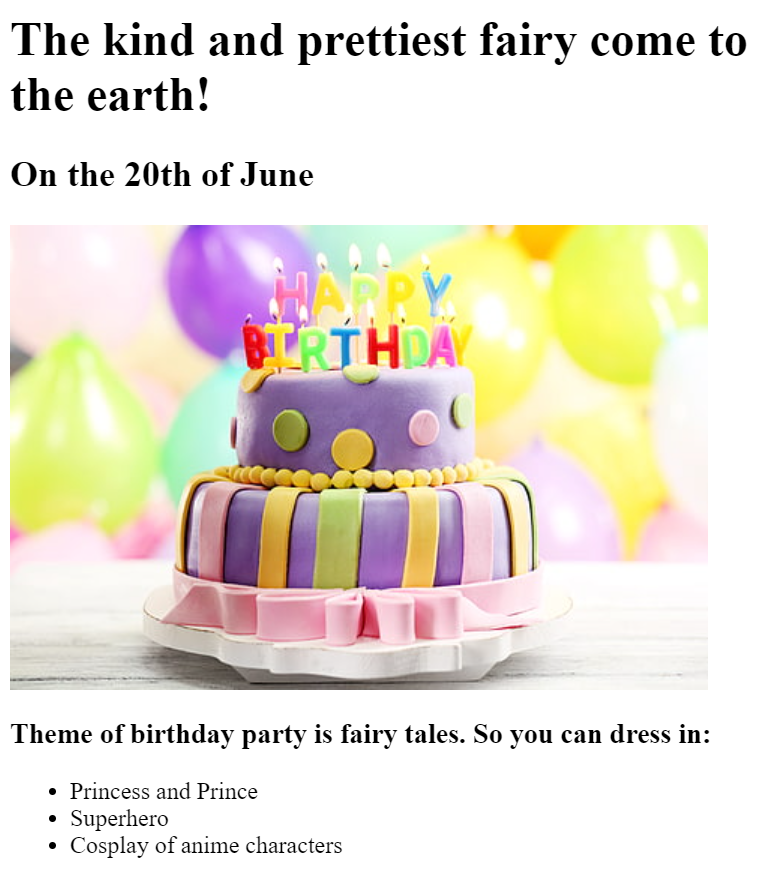 The kind and prettiest fairy come to
the earth!
On the 20th of June
HAPPY
BIRTHDAY
Theme of birthday party is fairy tales. So you can dress in:
Princess and Prince
Superhero
Cosplay of anime characters